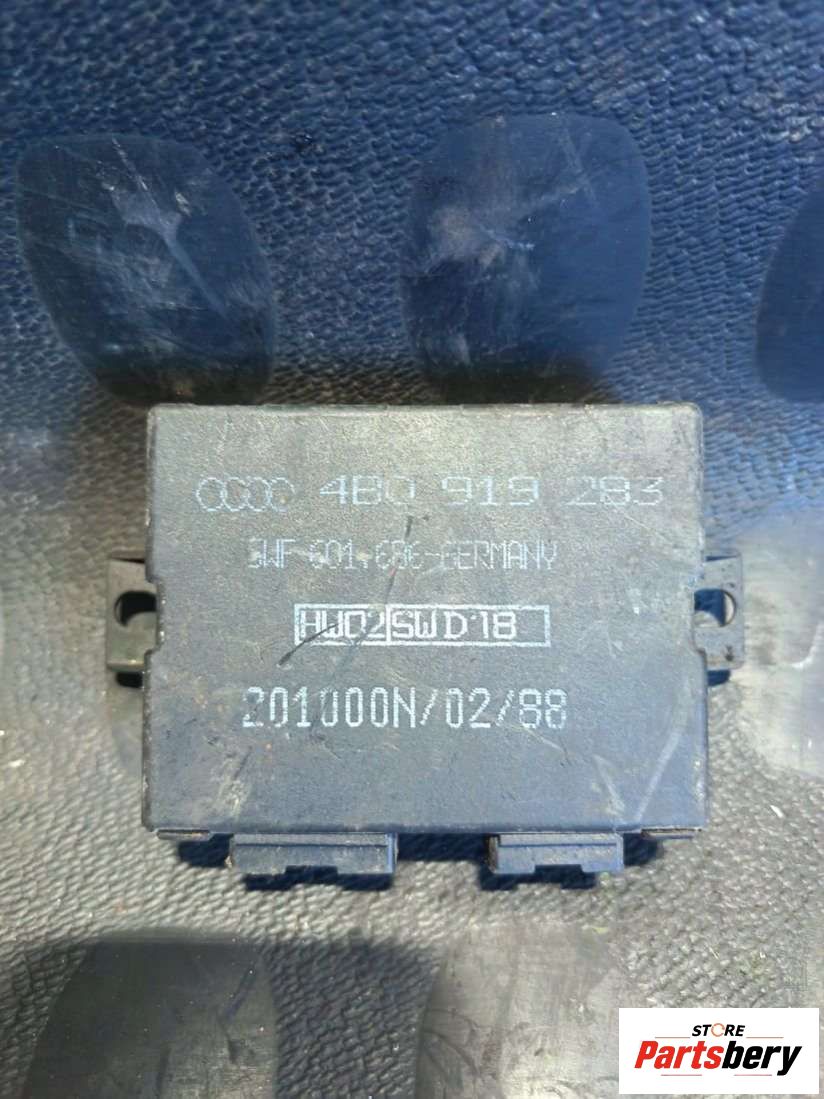 4B0 919 283
SWF 601.686 GERMANY
HW02 SW D18
201000N/02/88
STORE
Partsbery